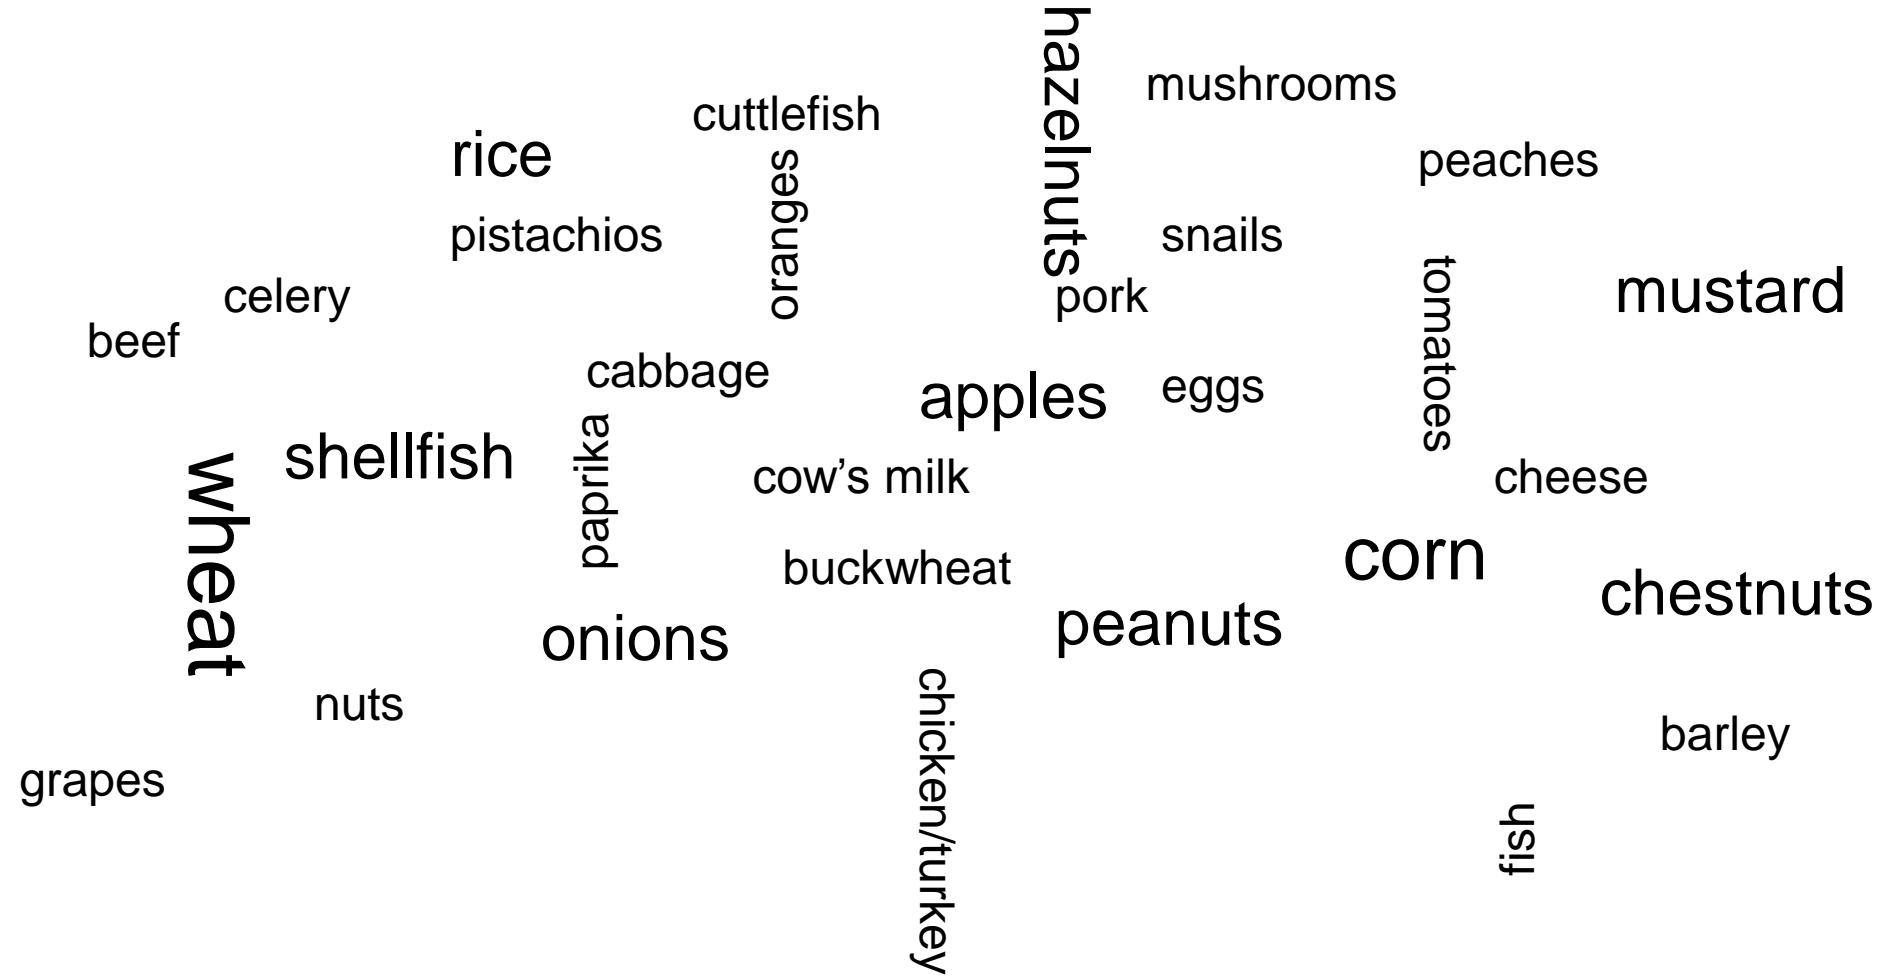 hazelnuts
mushrooms
cuttlefish
rice
oranges
peaches
pistachios
snails
tomatoes
celery
pork
mustard
beef
cabbage
apples
eggs
paprika
shellfish
wheat
cow’s milk
cheese
corn
buckwheat
chestnuts
onions
peanuts
chicken/turkey
nuts
barley
grapes
fish